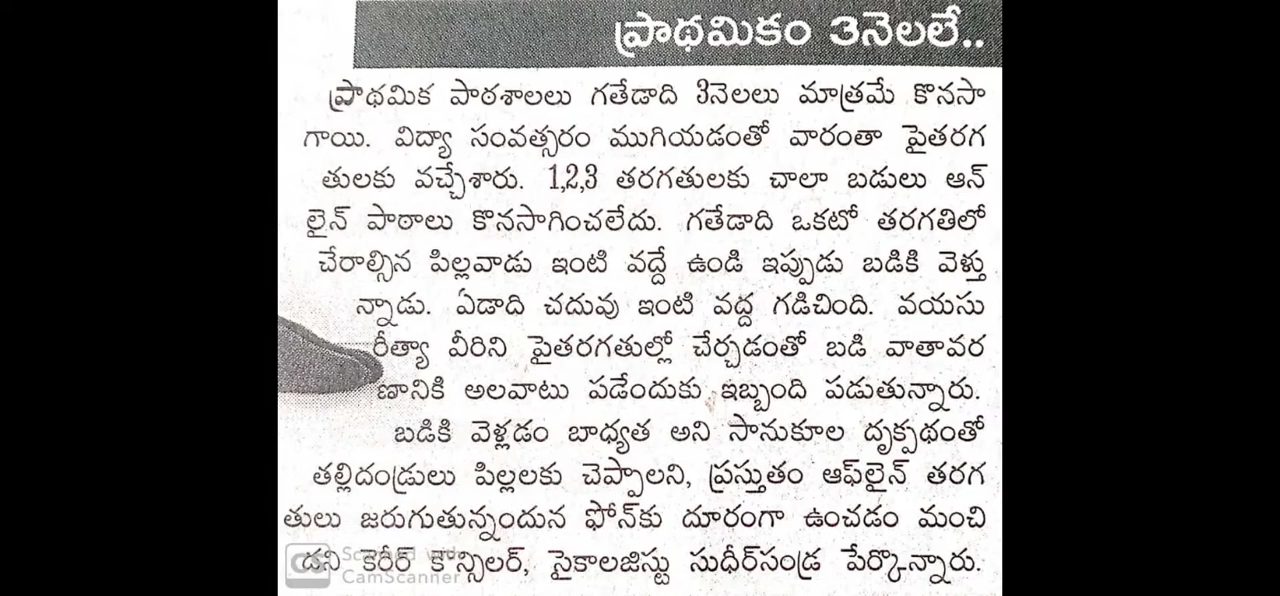 ప్రాథమికం 3నెలలే..
ప్రాథమిక పాఠశాలలు గతేడాది 3నెలలు మాత్రమే కొనసా
గాయి. విద్యా సంవత్సరం ముగియడంతో వారంతా పైతరగ
తులకు వచ్చేశారు. 1,2,3 తరగతులకు చాలా బడులు ఆన్
లైన్ పాఠాలు కొనసాగించలేదు. గతేడాది ఒకటో తరగతిలో
చేరాల్సిన పిల్లవాడు ఇంటి వద్దే ఉండి ఇప్పుడు బడికి వెళ్తు
న్నాడు. ఏడాది చదువు ఇంటి వద్ద గడిచింది. వయసు
రీత్యా వీరిని పైతరగతుల్లో చేర్చడంతో బడి వాతావర
ణానికి అలవాటు పడేందుకు ఇబ్బంది పడుతున్నారు.
బడికి వెళ్లడం బాధ్యత అని సానుకూల దృక్పథంతో
తల్లిదండ్రులు పిల్లలకు చెప్పాలని, ప్రస్తుతం ఆఫ్‌లైన్ తరగ
తులు జరుగుతున్నందున ఫోన్‌కు దూరంగా ఉంచడం మంచి
దని కెరీర్ కౌన్సిలర్, సైకాలజిస్టు సుధీర్‌సండ్ర పేర్కొన్నారు.
CS Scanned with
CamScanner